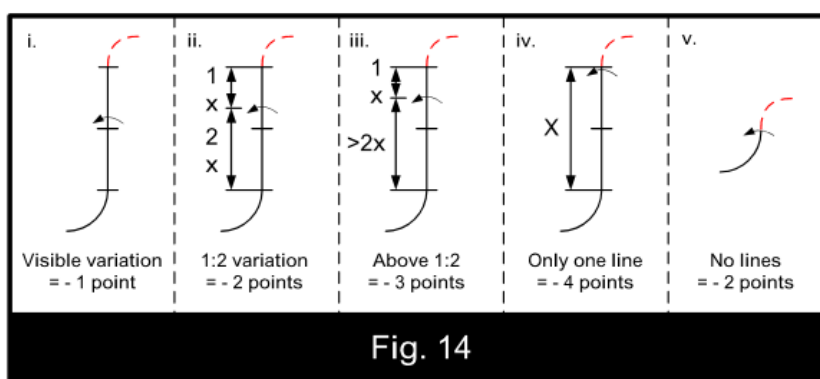 i.
1
x
2
x
ii.
1
x
>2x
iii.
X
iv.
v.
Visible variation
= - 1 point
1:2 variation
= - 2 points
Above 1:2
= - 3 points
Only one line
= - 4 points
No lines
= - 2 points
Fig. 14